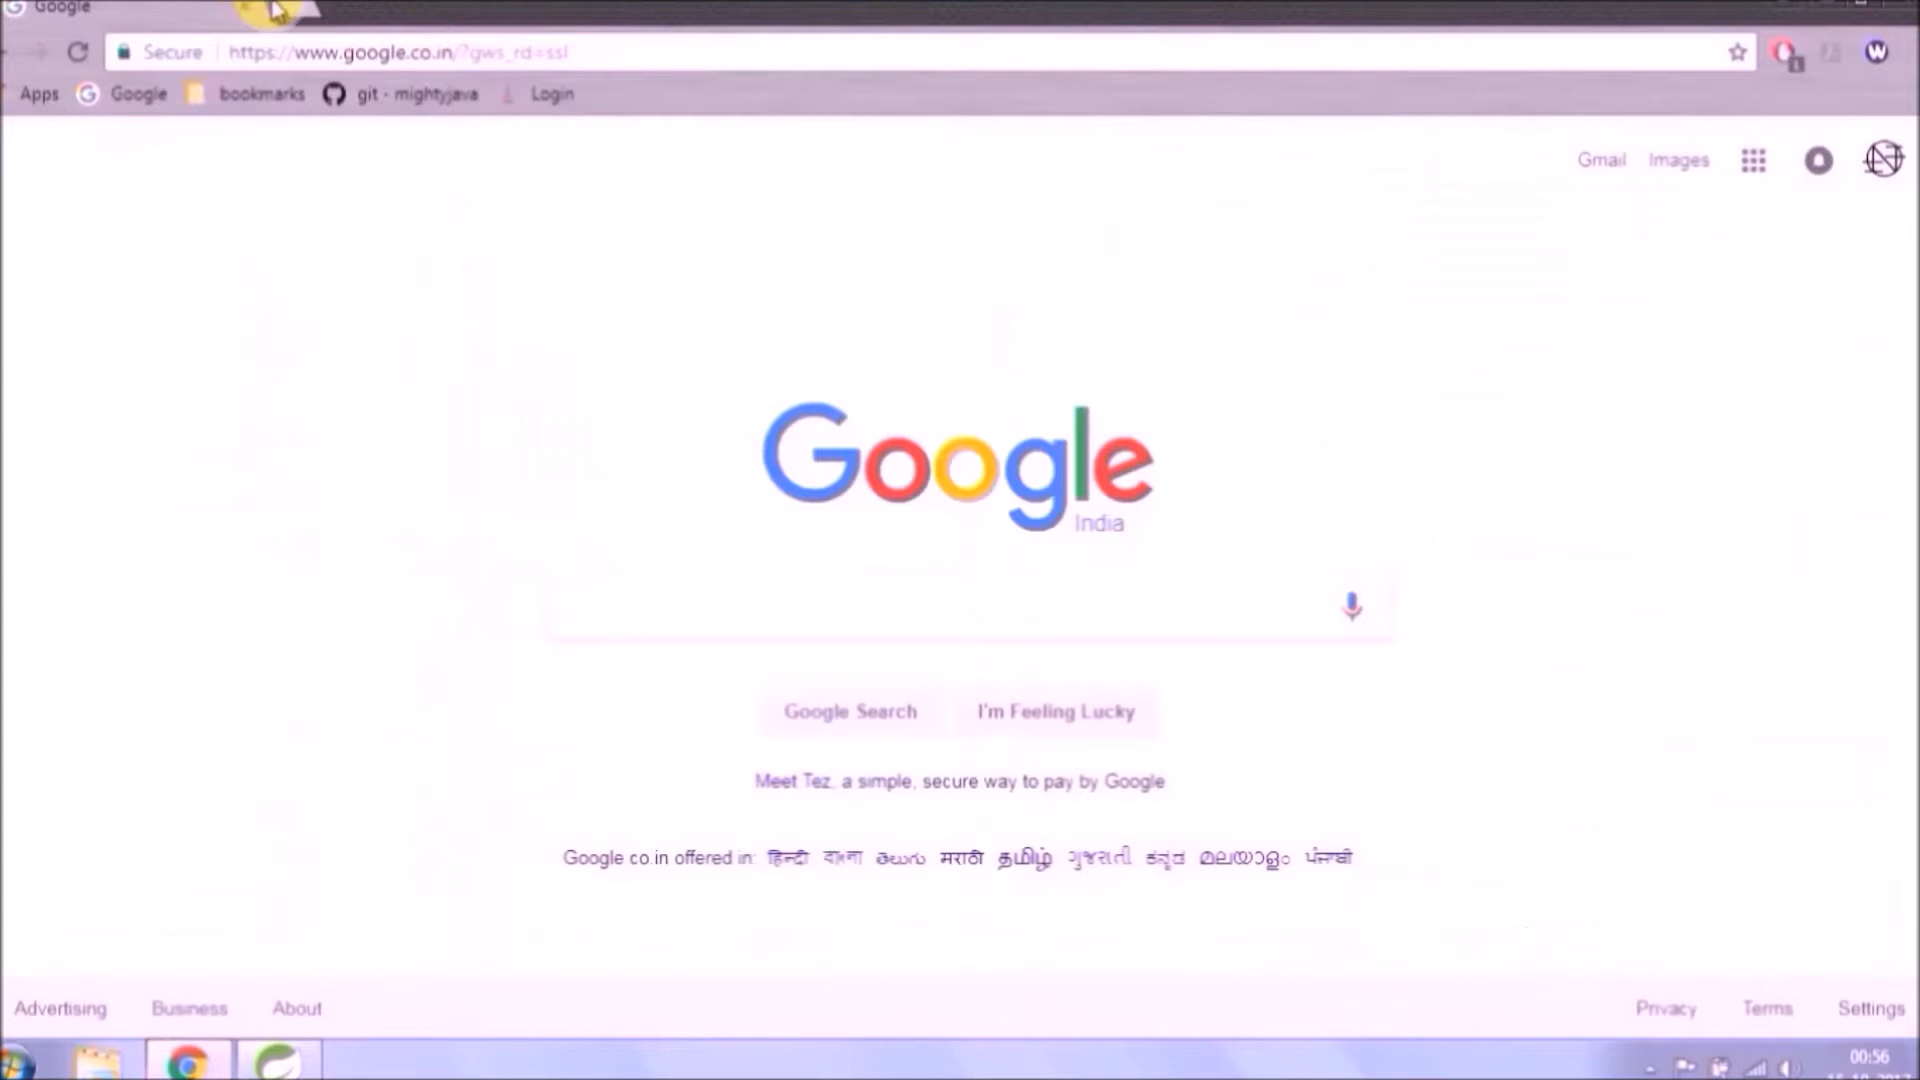 Google
Secure https://www.google.co.in/?gws_rd=ssl
Apps Google bookmarks git - mightyjava Login
Gmail Images
Google
India
Google Search I'm Feeling Lucky
Meet Tez, a simple, secure way to pay by Google
Google.co.in offered in: हिन्दी বাংলা తెలుగు मराठी தமிழ் ગુજરાતી ಕನ್ನಡ മലയാളം ਪੰਜਾਬੀ
Advertising Business About Privacy Terms Settings
00:56